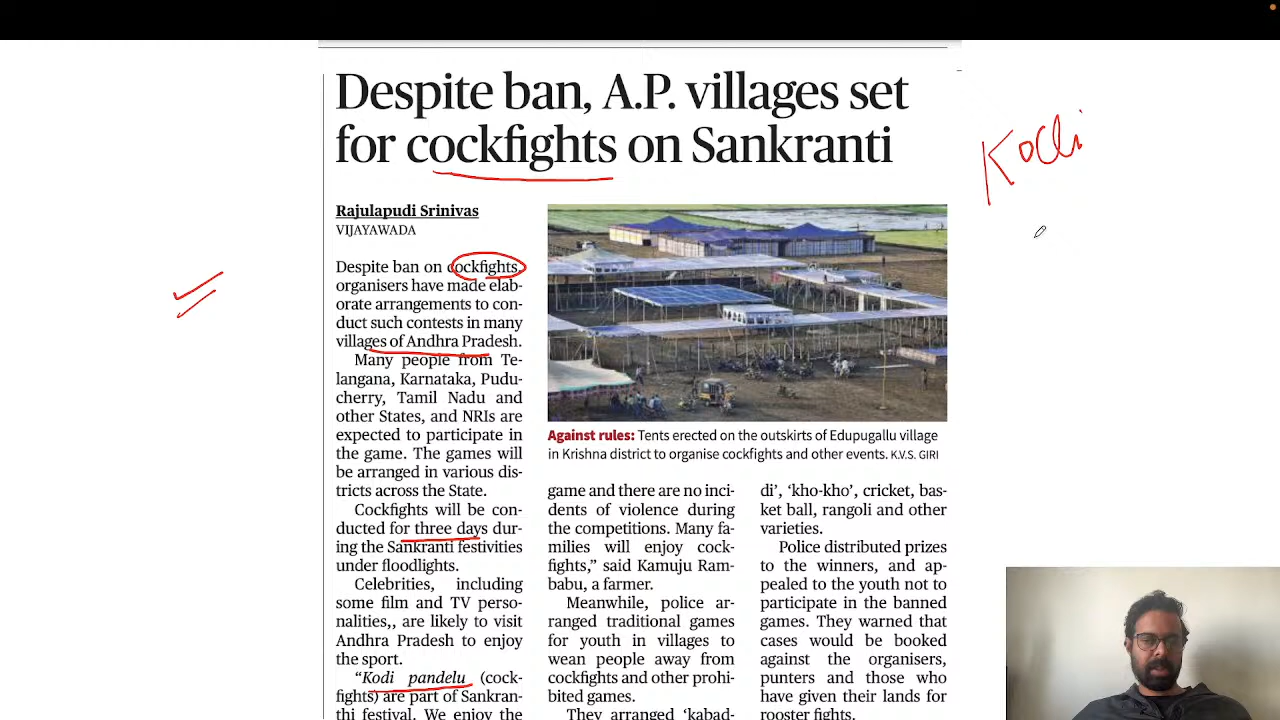 Despite ban, A.P. villages set
for cockfights on Sankranti
Kodi
Rajulapudi Srinivas
VIJAYAWADA
Despite ban on cockfights,
organisers have made elab-
orate arrangements to con-
duct such contests in many
villages of Andhra Pradesh.
Many people from Te-
langana, Karnataka, Pudu-
cherry, Tamil Nadu and
other States, and NRIs are
expected to participate in
the game. The games will
be arranged in various dis-
tricts across the State.
Cockfights will be con-
ducted for three days dur-
ing the Sankranti festivities
under floodlights.
Celebrities, including
some film and TV perso-
nalities,, are likely to visit
Andhra Pradesh to enjoy
the sport.
“Kodi pandelu (cock-
fights) are part of Sankran-
thi festival. We enjoy the
Against rules: Tents erected on the outskirts of Edupugallu village
in Krishna district to organise cockfights and other events. K.V.S. GIRI
game and there are no inci-
dents of violence during
the competitions. Many fa-
milies will enjoy cock-
fights,” said Kamuju Ram-
babu, a farmer.
Meanwhile, police ar-
ranged traditional games
for youth in villages to
wean people away from
cockfights and other prohi-
bited games.
They arranged ‘kabad-
di’, ‘kho-kho’, cricket, bas-
ket ball, rangoli and other
varieties.
Police distributed prizes
to the winners, and ap-
pealed to the youth not to
participate in the banned
games. They warned that
cases would be booked
against the organisers,
punters and those who
have given their lands for
rooster fights.